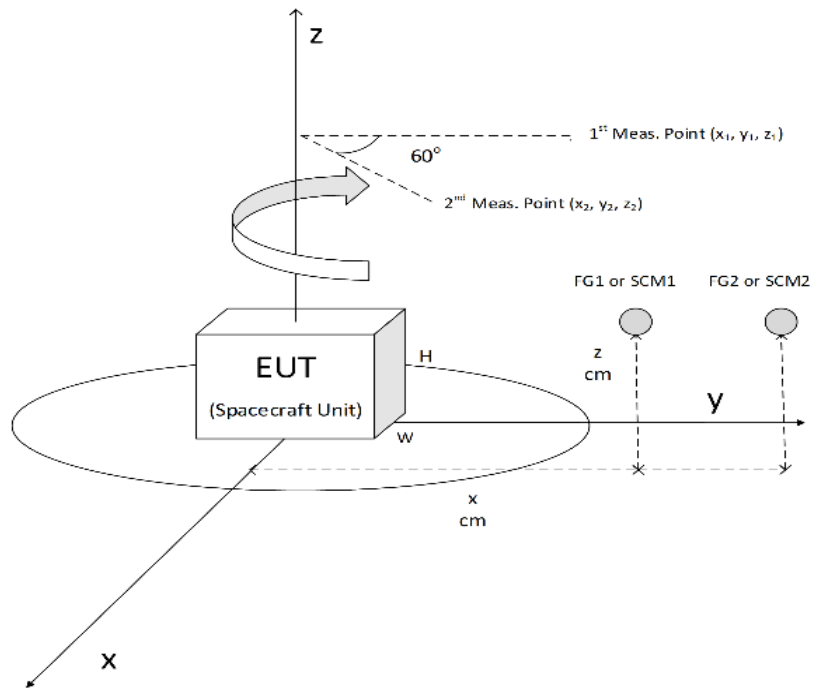 z
1st Meas. Point (x₁, y₁, z₁)
60°
2nd Meas. Point (x₂, y₂, z₂)
FG1 or SCM1
FG2 or SCM2
H
EUT
(Spacecraft Unit)
z
cm
y
W
x
cm
x